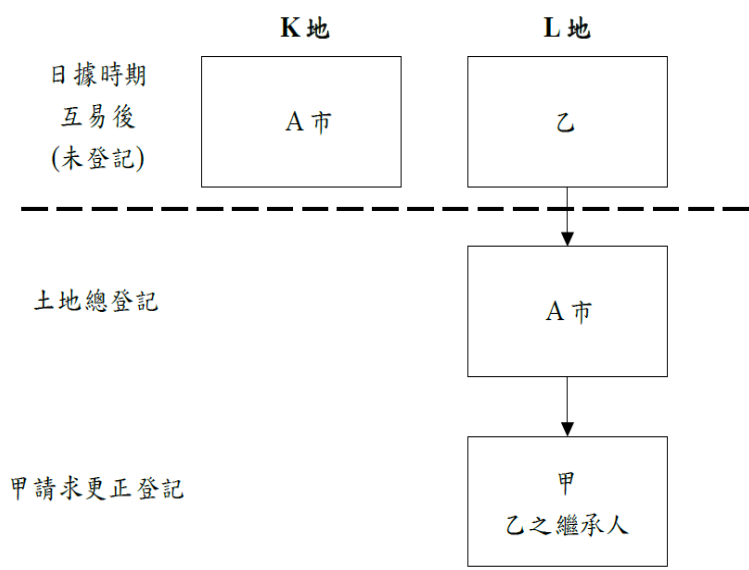 K 地
L 地
日據時期
互易後
(未登記)
A 市
乙
土地總登記
A 市
甲請求更正登記
甲
乙之繼承人